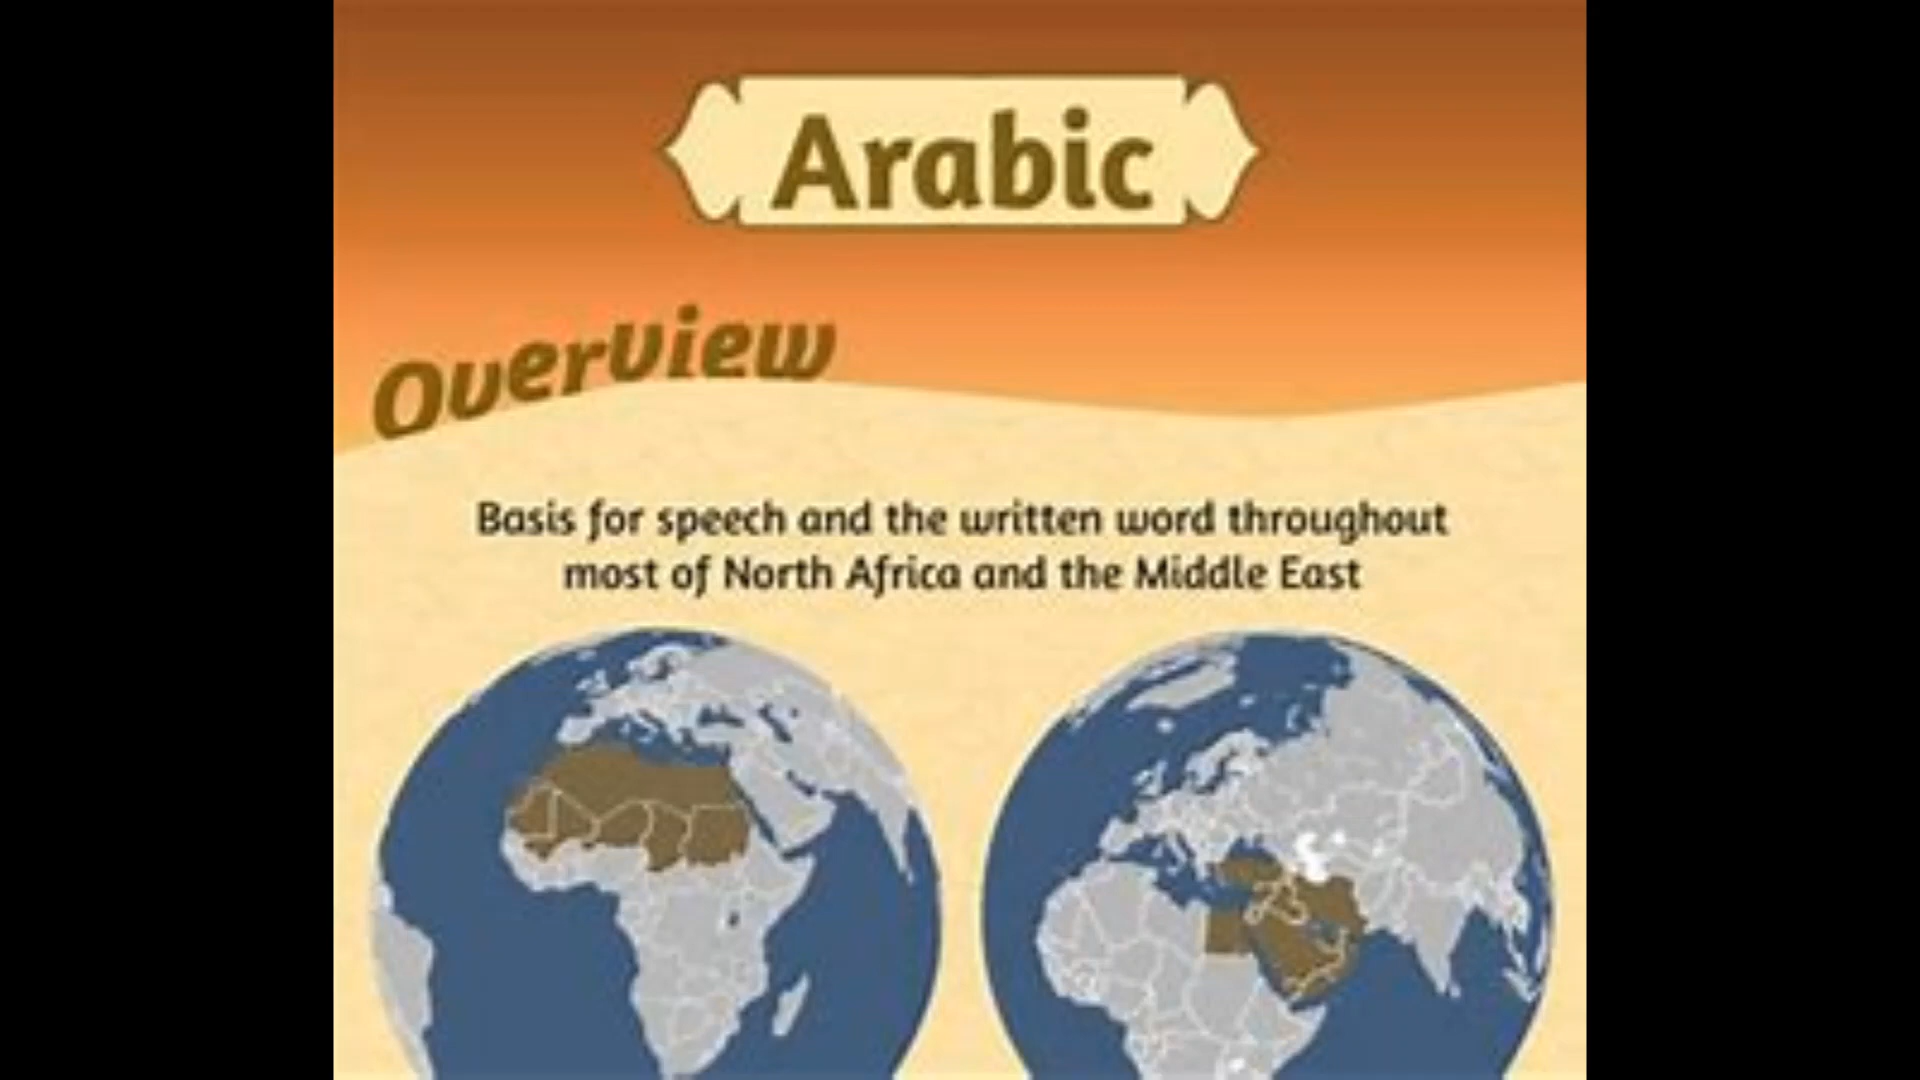 Arabic
Overview
Basis for speech and the written word throughout
most of North Africa and the Middle East